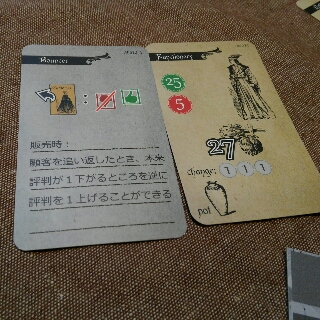 Bouncer
:
販売時：
顧客を追い返したとき、本来
評判が１下がるところを逆に
評判を１上げることができる
25
5
27
change: 1 1 1
pot